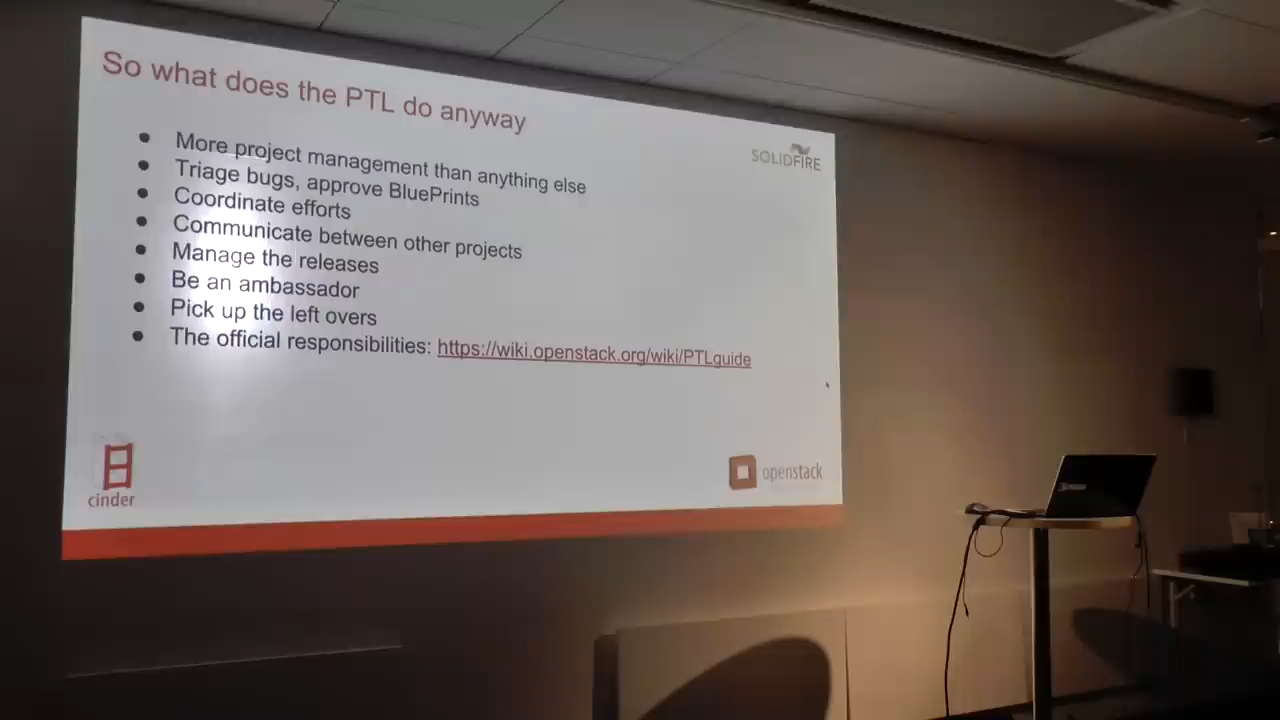 So what does the PTL do anyway
SOLIDFIRE
● More project management than anything else
● Triage bugs, approve BluePrints
● Coordinate efforts
● Communicate between other projects
● Manage the releases
● Be an ambassador
● Pick up the left overs
● The official responsibilities: https://wiki.openstack.org/wiki/PTLguide
cinder
openstack